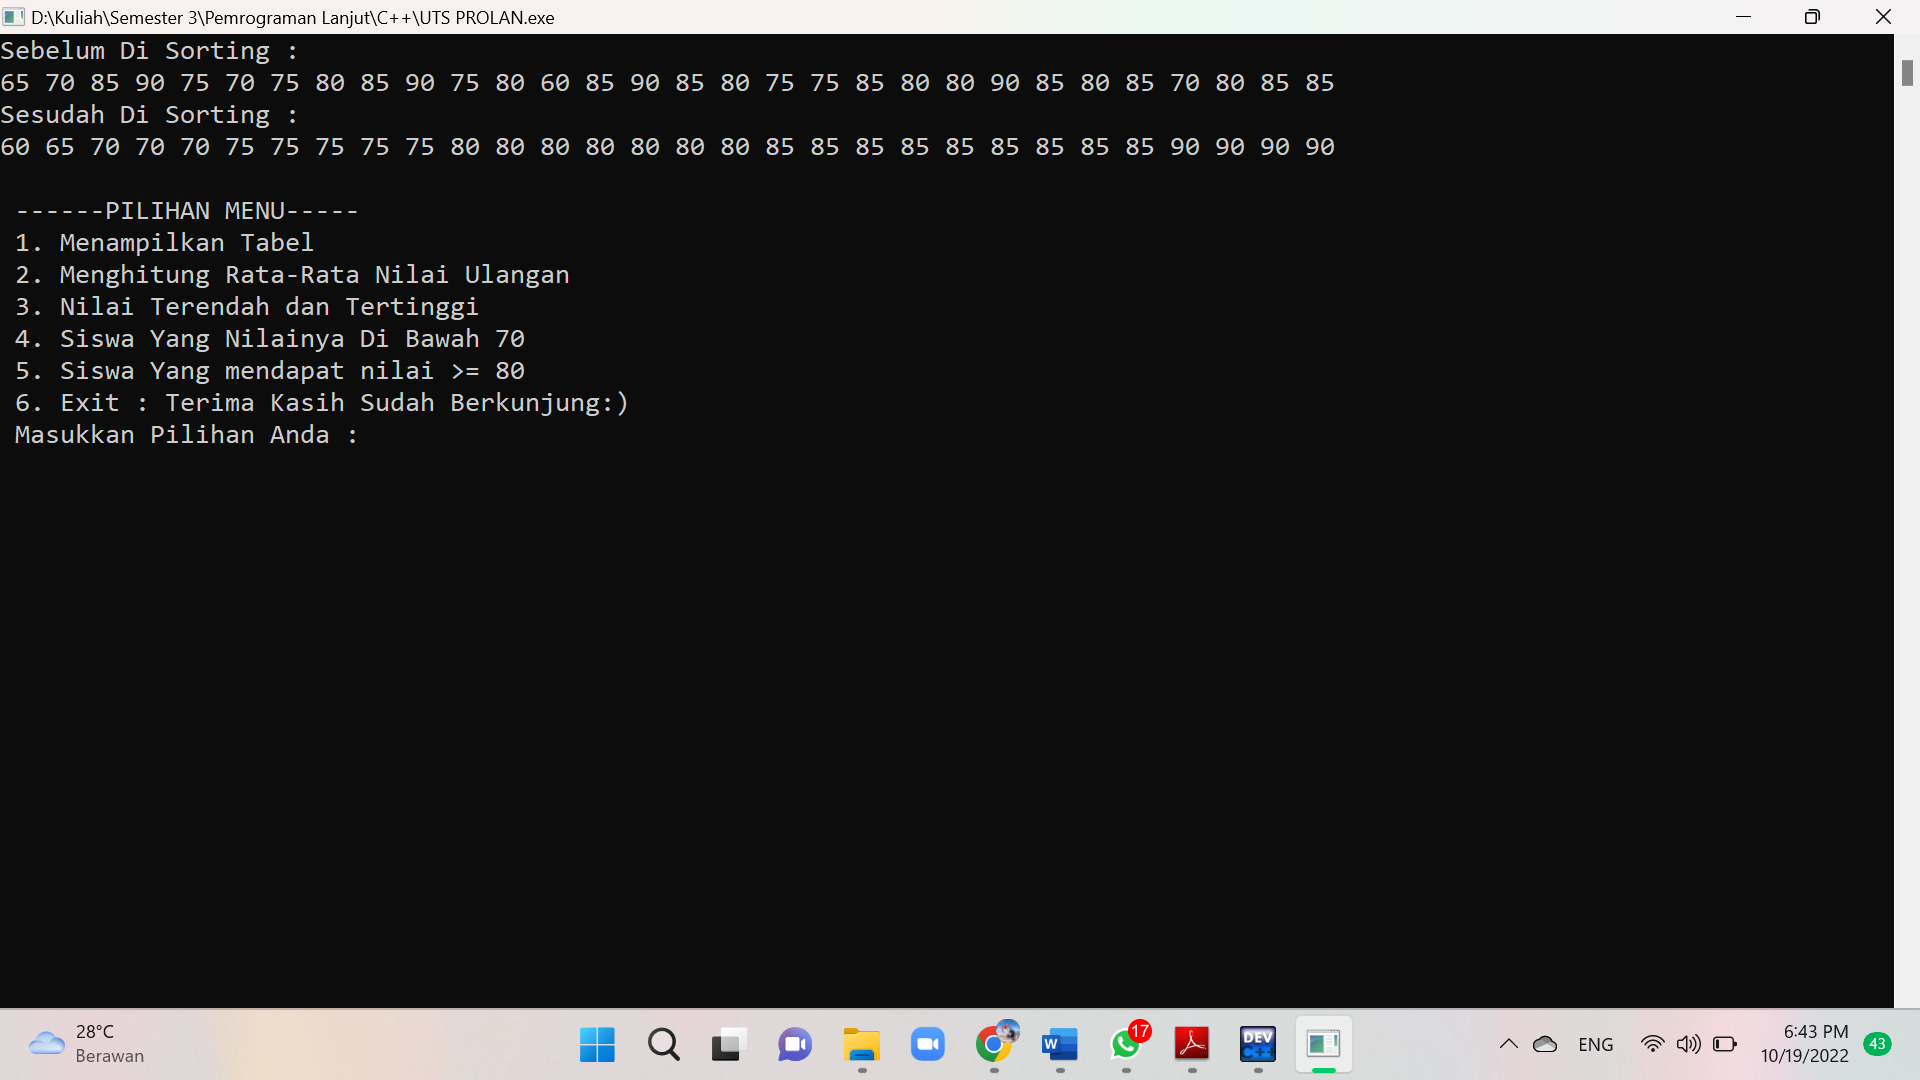 D:\Kuliah\Semester 3\Pemrograman Lanjut\C++\UTS PROLAN.exe
Sebelum Di Sorting :
65 70 85 90 75 70 75 80 85 90 75 80 60 85 90 85 80 75 75 85 80 80 90 85 80 85 70 80 85 85
Sesudah Di Sorting :
60 65 70 70 70 75 75 75 75 75 80 80 80 80 80 80 80 85 85 85 85 85 85 85 85 85 90 90 90 90
------PILIHAN MENU-----
1. Menampilkan Tabel
2. Menghitung Rata-Rata Nilai Ulangan
3. Nilai Terendah dan Tertinggi
4. Siswa Yang Nilainya Di Bawah 70
5. Siswa Yang mendapat nilai >= 80
6. Exit : Terima Kasih Sudah Berkunjung:)
Masukkan Pilihan Anda :
28°C
Berawan
W
17
DEV
C++
ENG
6:43 PM
10/19/2022
43